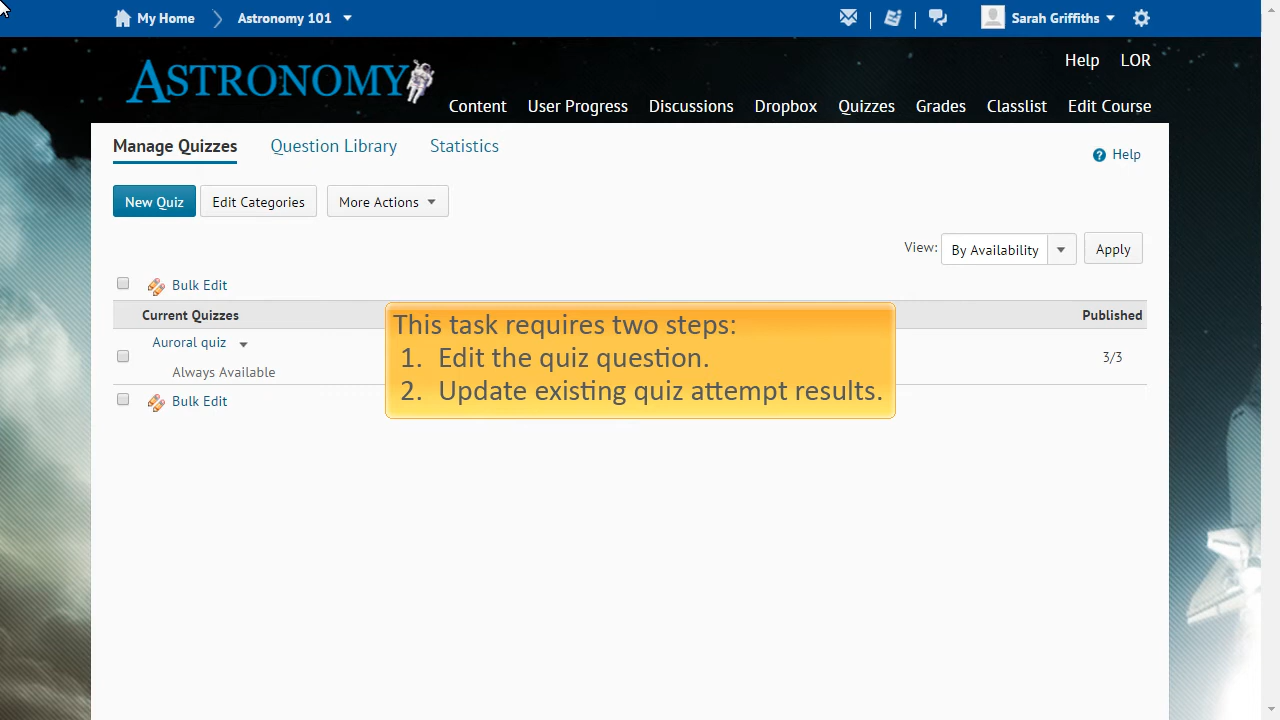 My Home
Astronomy 101
Sarah Griffiths
ASTRONOMY
Help LOR
Content User Progress Discussions Dropbox Quizzes Grades Classlist Edit Course
Manage Quizzes Question Library Statistics
Help
New Quiz Edit Categories More Actions
View: By Availability Apply
Bulk Edit
Current Quizzes Published
This task requires two steps:
1. Edit the quiz question.
2. Update existing quiz attempt results.
Auroral quiz
3/3
Always Available
Bulk Edit